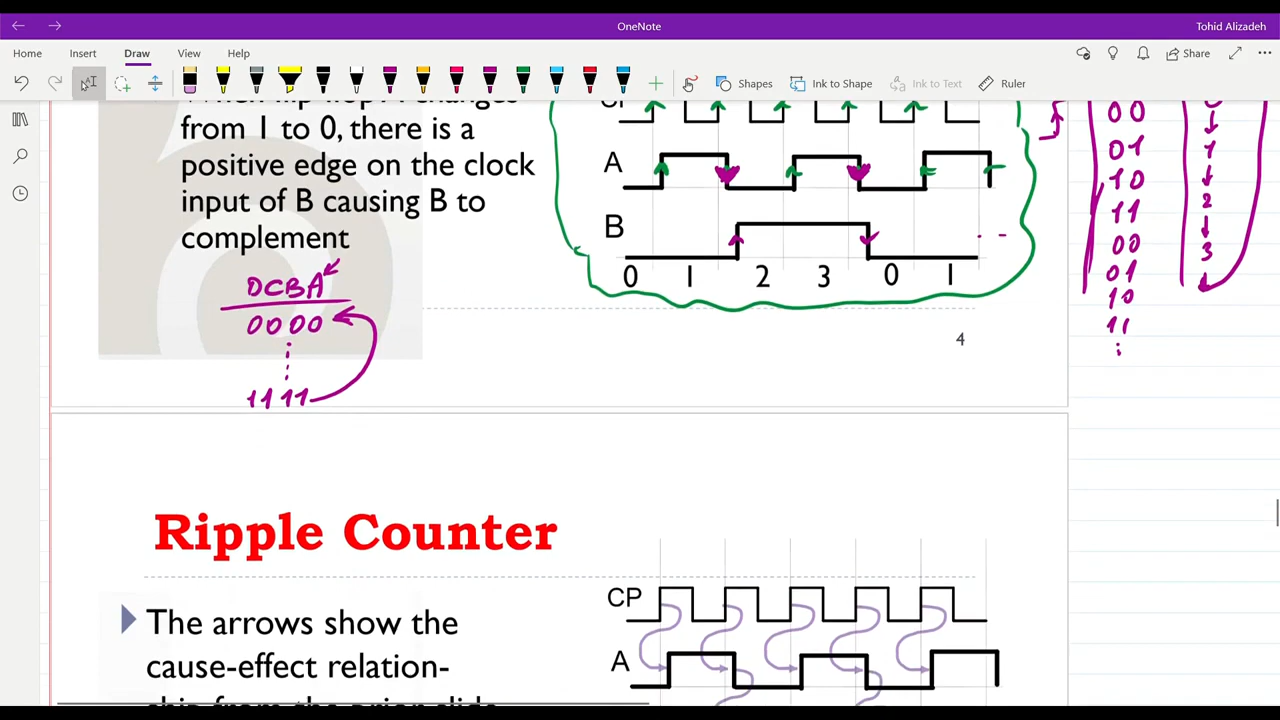 OneNote
Tohid Alizadeh
Home
Insert
Draw
View
Help
Share
Shapes
Ink to Shape
Ink to Text
Ruler
from 1 to 0, there is a
positive edge on the clock
input of B causing B to
complement
DCBA
0000
1111
CP
A
B
0 1 2 3 0 1
4
00
01
10
11
00
01
10
11
1
2
3
Ripple Counter
The arrows show the
cause-effect relation-
CP
A